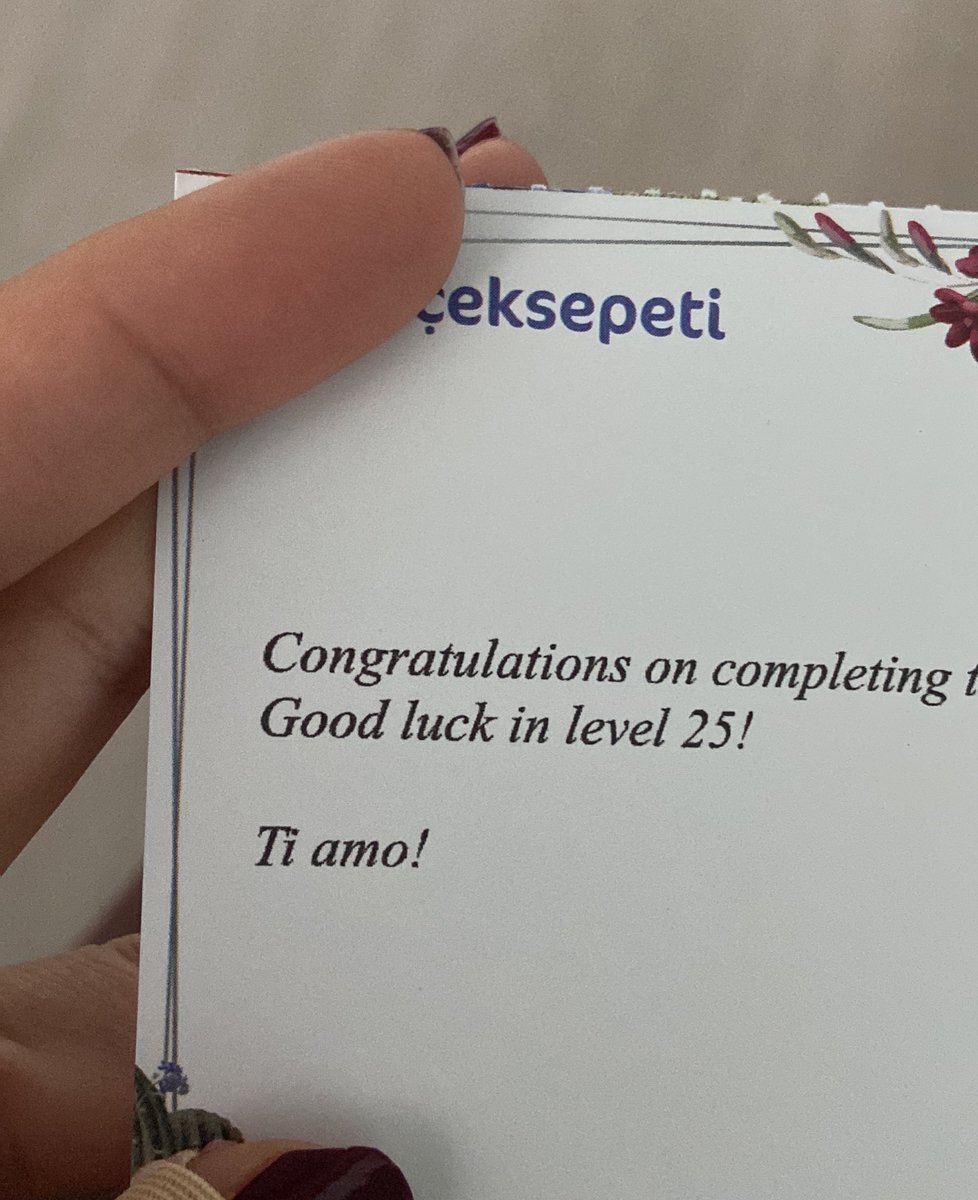 çeksepeti
Congratulations on completing
Good luck in level 25!
Ti amo!